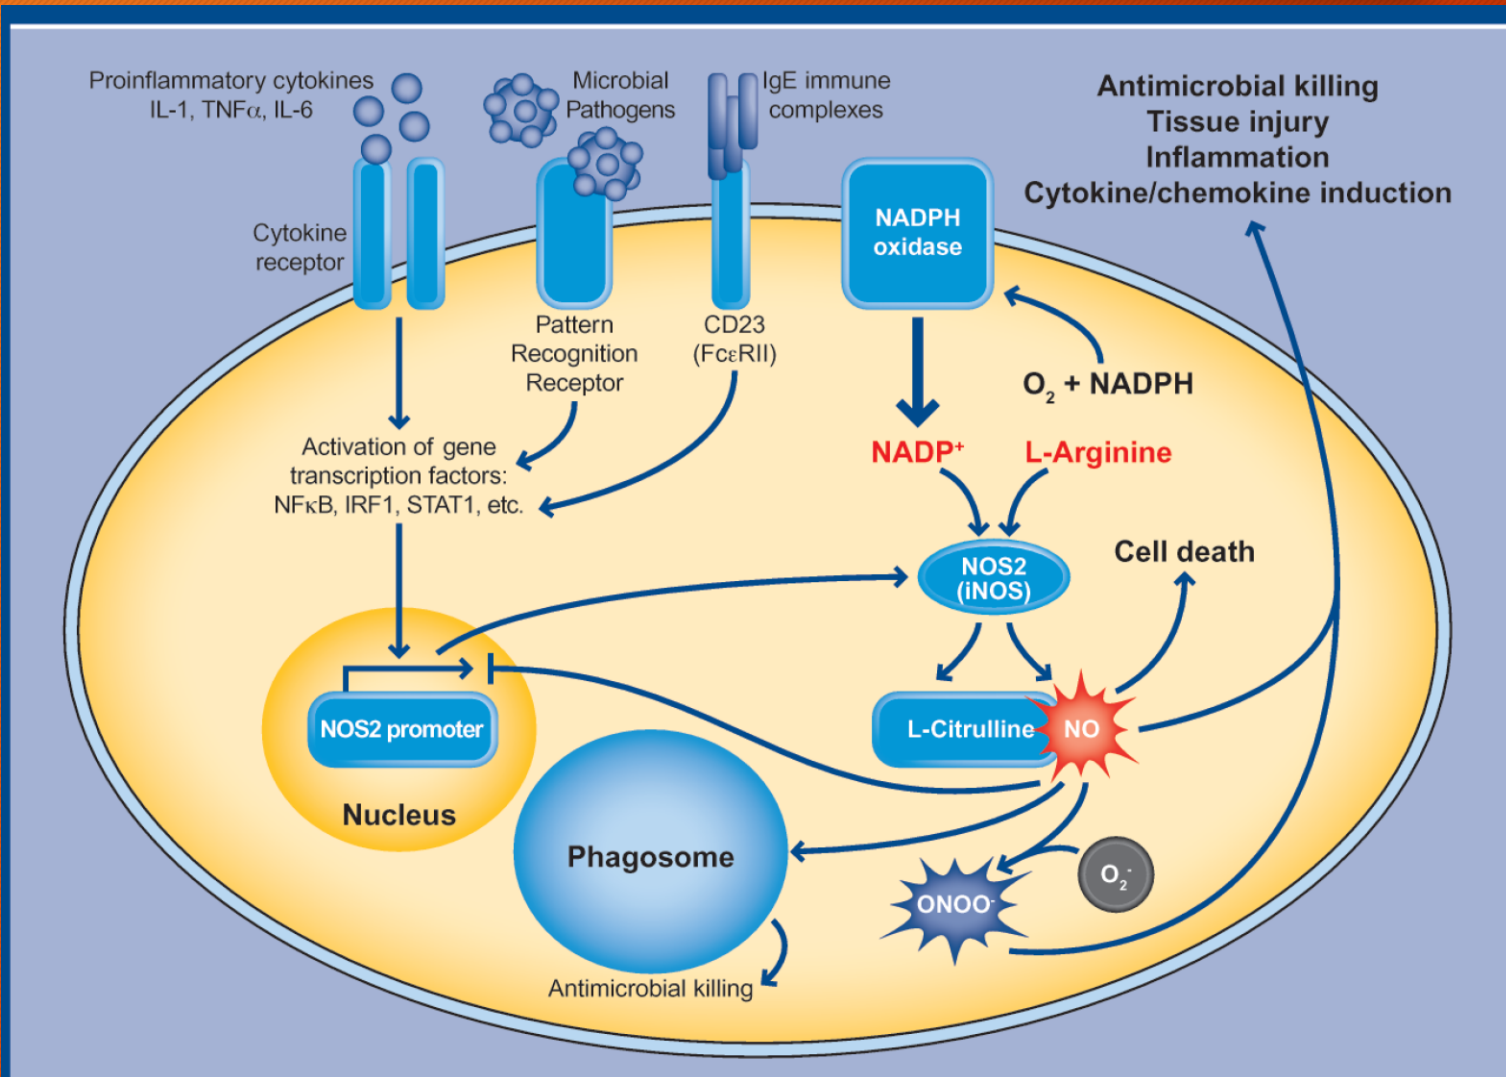 Proinflammatory cytokines
IL-1, TNFα, IL-6
Microbial
Pathogens
IgE immune
complexes
Antimicrobial killing
Tissue injury
Inflammation
Cytokine/chemokine induction
Cytokine
receptor
NADPH
oxidase
Pattern
Recognition
Receptor
CD23
(FcεRII)
O₂ + NADPH
Activation of gene
transcription factors:
NFκB, IRF1, STAT1, etc.
NADP⁺
L-Arginine
NOS2
(iNOS)
Cell death
NOS2 promoter
Nucleus
L-Citrulline
NO
Phagosome
O₂⁻
ONOO⁻
Antimicrobial killing